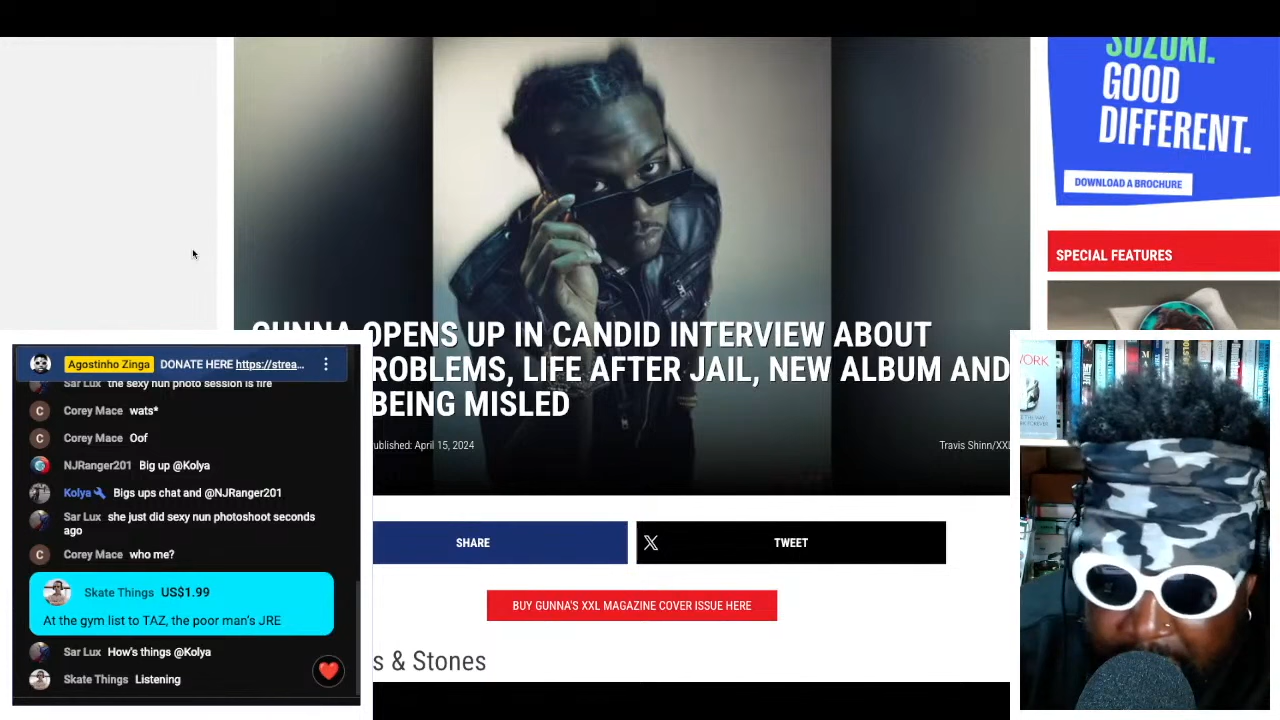 SUZUKI.
GOOD
DIFFERENT.
DOWNLOAD A BROCHURE
SPECIAL FEATURES
GUNNA OPENS UP IN CANDID INTERVIEW ABOUT
ROBLEMS, LIFE AFTER JAIL, NEW ALBUM AND
BEING MISLED
ublished: April 15, 2024
Travis Shinn/XXL
SHARE
TWEET
BUY GUNNA'S XXL MAGAZINE COVER ISSUE HERE
s & Stones
Agostinho Zinga DONATE HERE https://strea...
Sar Lux the sexy nun photo session is fire
C Corey Mace wats*
C Corey Mace Oof
NJRanger201 Big up @Kolya
Kolya Bigs ups chat and @NJRanger201
Sar Lux she just did sexy nun photoshoot seconds
ago
C Corey Mace who me?
Skate Things US$1.99
At the gym list to TAZ, the poor man's JRE
Sar Lux How's things @Kolya
Skate Things Listening
WORK